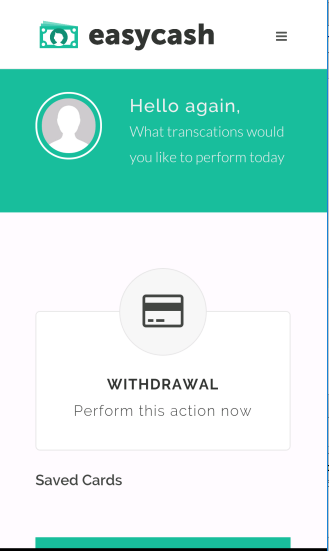 easycash
Hello again,
What transcations would
you like to perform today
WITHDRAWAL
Perform this action now
Saved Cards